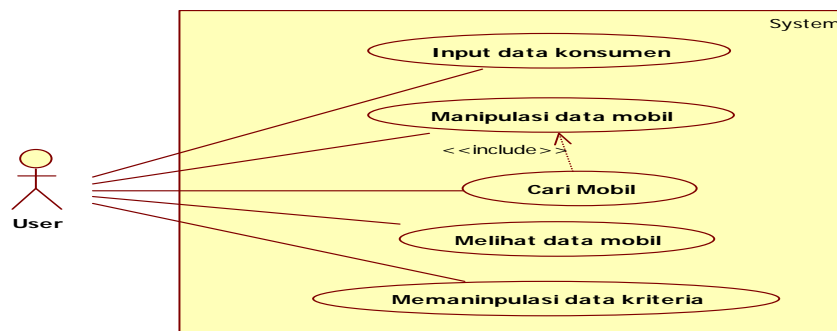 System
Input data konsumen
Manipulasi data mobil
<<include>>
Cari Mobil
User
Melihat data mobil
Memaninpulasi data kriteria